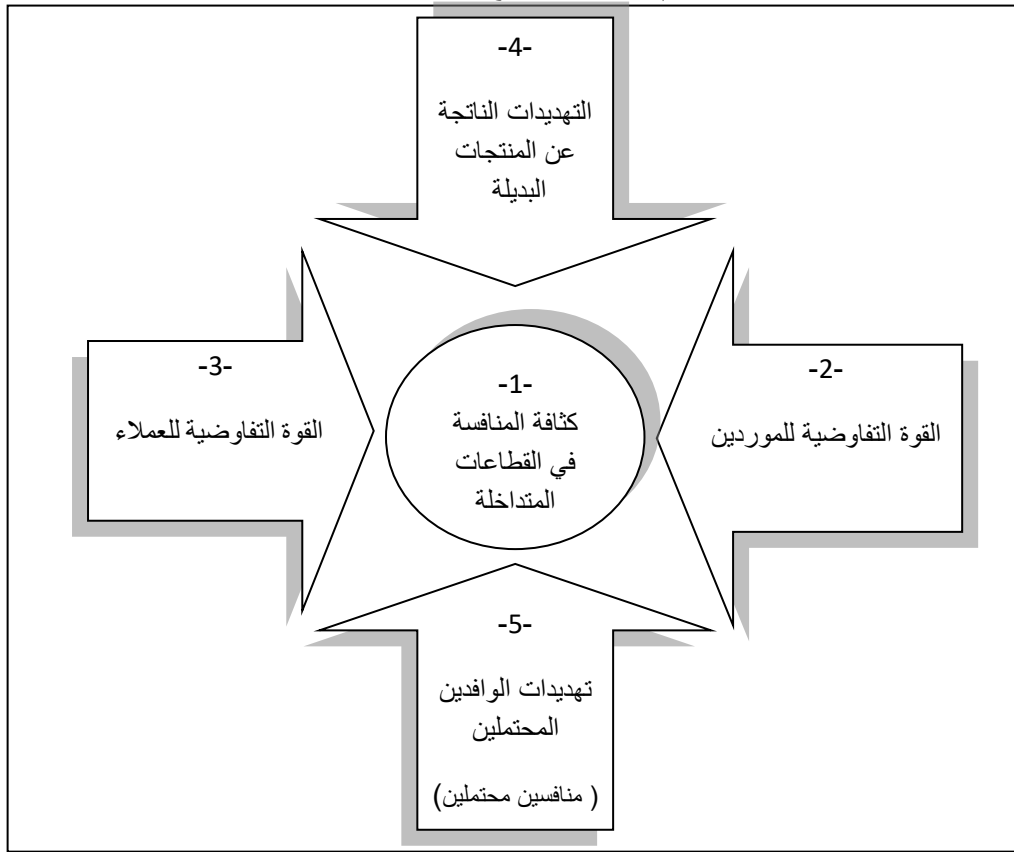 -4-
التهديدات الناتجة
عن المنتجات
البديلة
-2-
القوة التفاوضية للموردين
-1-
كثافة المنافسة
في القطاعات
المتداخلة
-3-
القوة التفاوضية للعملاء
-5-
تهديدات الوافدين
المحتملين
( منافسين محتملين)